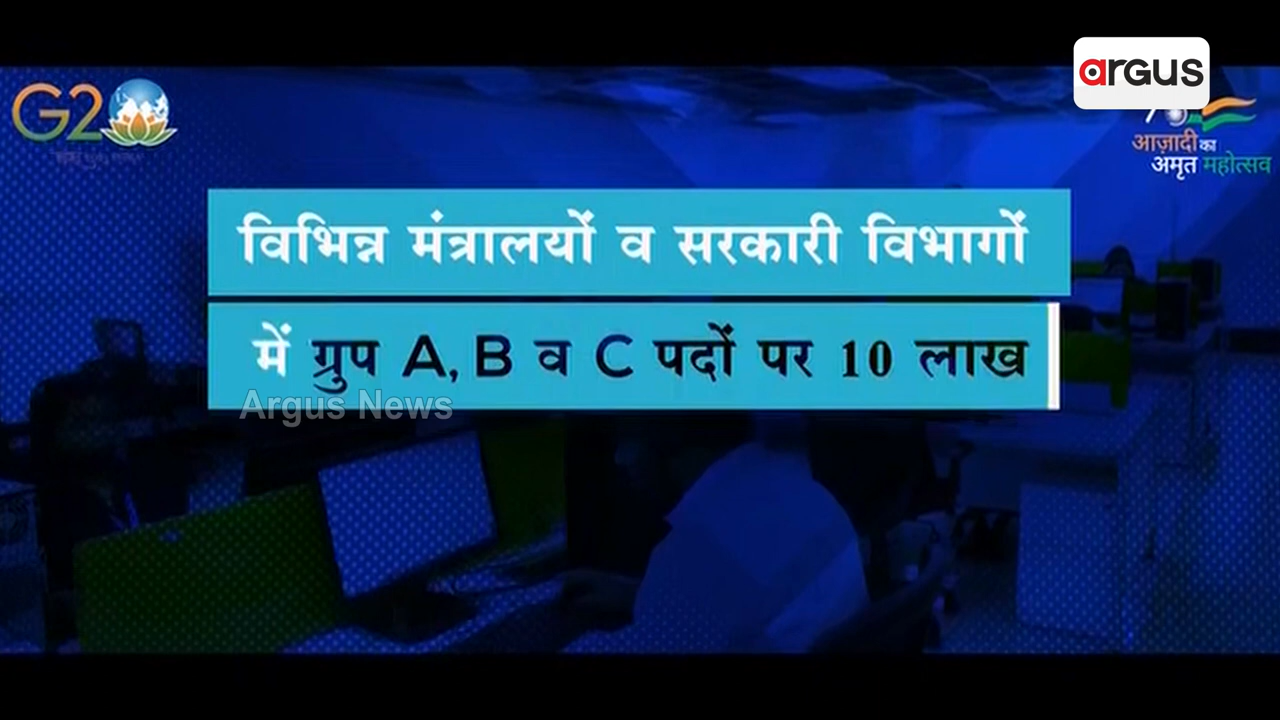 G20
argus
आज़ादी का
अमृत महोत्सव
विभिन्न मंत्रालयों व सरकारी विभागों
में ग्रुप A, B व C पदों पर 10 लाख
Argus News